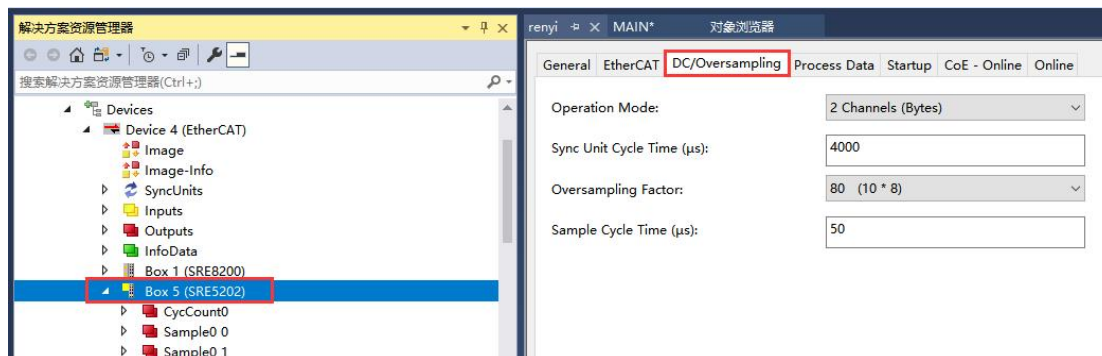 解决方案资源管理器
搜索解决方案资源管理器(Ctrl+;)
Devices
Device 4 (EtherCAT)
Image
Image-Info
SyncUnits
Inputs
Outputs
InfoData
Box 1 (SRE8200)
Box 5 (SRE5202)
CycCount0
Sample0 0
Sample0 1
renyi MAIN* 对象浏览器
General EtherCAT DC/Oversampling Process Data Startup CoE - Online Online
Operation Mode: 2 Channels (Bytes)
Sync Unit Cycle Time (µs): 4000
Oversampling Factor: 80 (10 * 8)
Sample Cycle Time (µs): 50